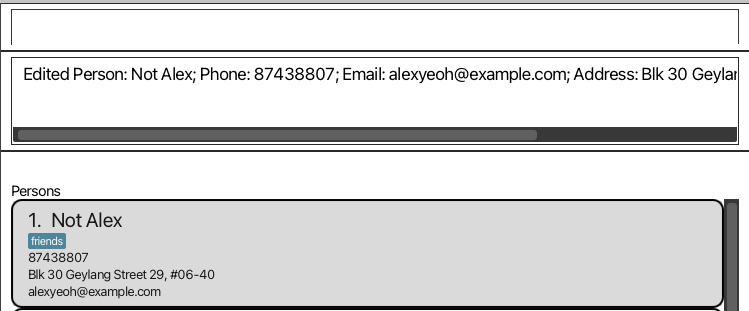 Edited Person: Not Alex; Phone: 87438807; Email: alexyeoh@example.com; Address: Blk 30 Geylar
Persons
1. Not Alex
friends
87438807
Blk 30 Geylang Street 29, #06-40
alexyeoh@example.com